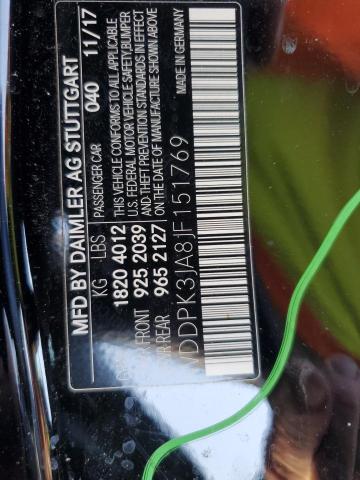 MFD BY DAIMLER AG STUTTGART
PASSENGER CAR 040 11/17
KG LBS
1820 4012
FRONT 925 2039
REAR 965 2127
THIS VEHICLE CONFORMS TO ALL APPLICABLE
U.S. FEDERAL MOTOR VEHICLE SAFETY, BUMPER
AND THEFT PREVENTION STANDARDS IN EFFECT
ON THE DATE OF MANUFACTURE SHOWN ABOVE.
DDPK3JA8JF151769
MADE IN GERMANY